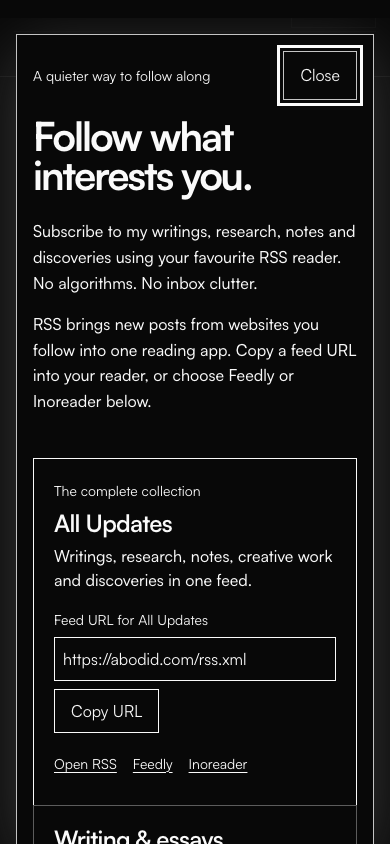 A quieter way to follow along
Close
Follow what
interests you.
Subscribe to my writings, research, notes and
discoveries using your favourite RSS reader.
No algorithms. No inbox clutter.
RSS brings new posts from websites you
follow into one reading app. Copy a feed URL
into your reader, or choose Feedly or
Inoreader below.
The complete collection
All Updates
Writings, research, notes, creative work
and discoveries in one feed.
Feed URL for All Updates
https://abodid.com/rss.xml
Copy URL
Open RSS Feedly Inoreader
Writing & essays